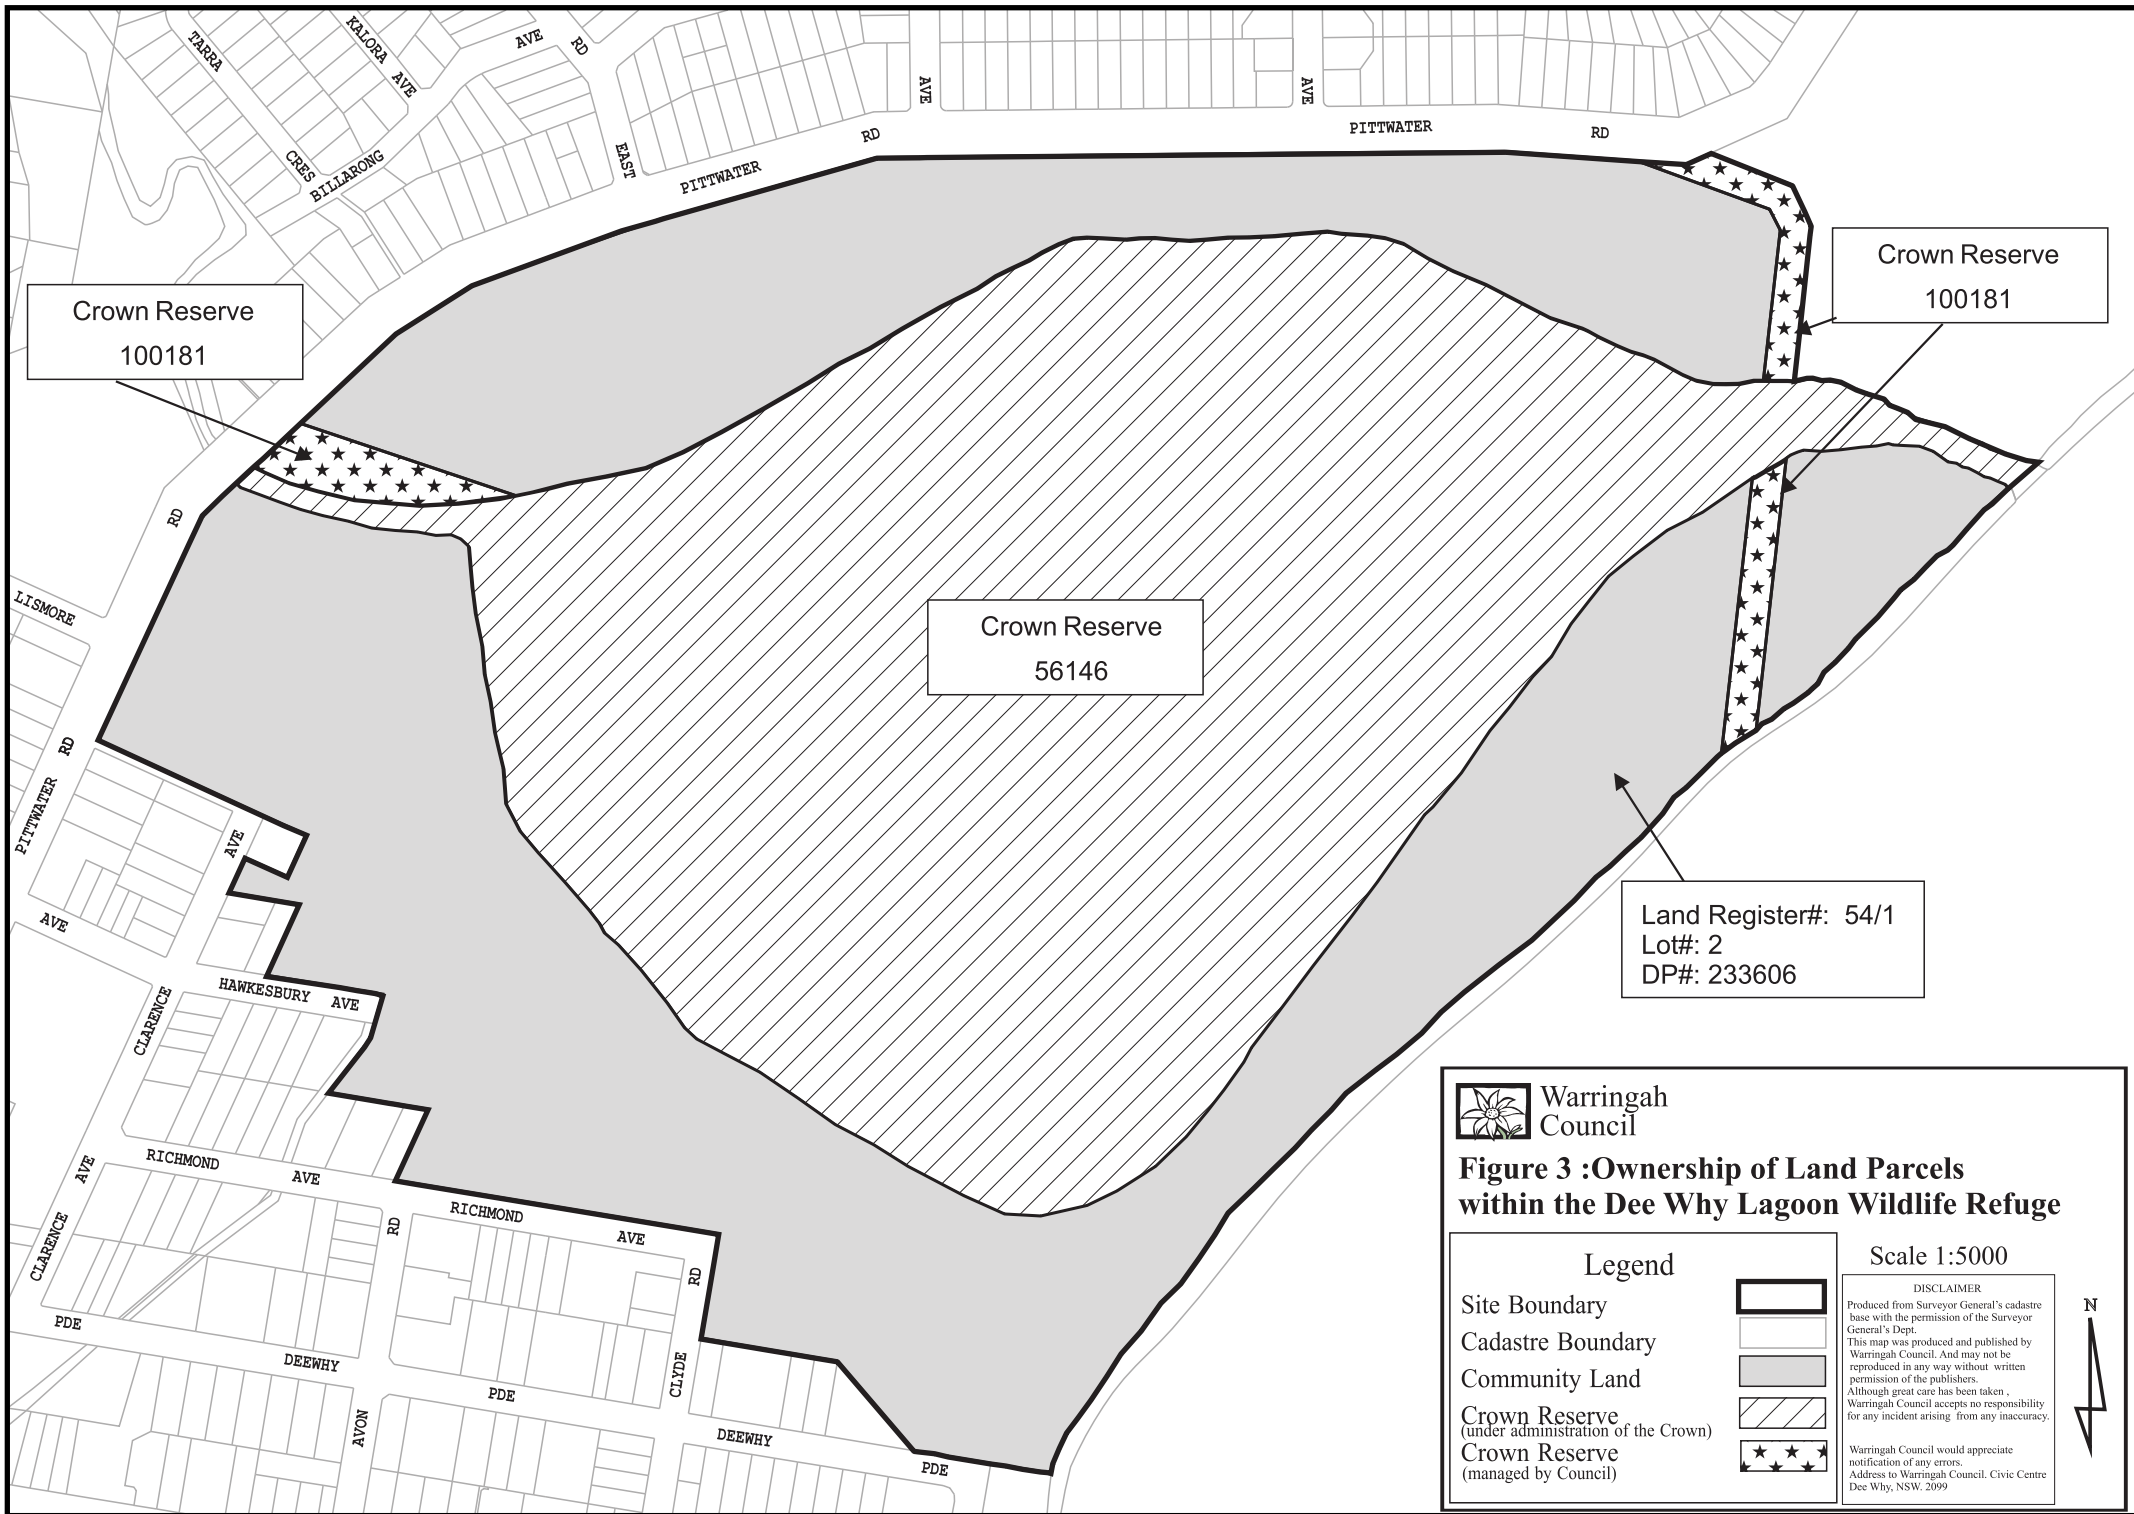 TARRA
KALORA
AVE
AVE
RD
CRES
BILLARONG
EAST
PITTWATER
RD
AVE
AVE
PITTWATER
RD
Crown Reserve
100181
Crown Reserve
100181
RD
LISMORE
PITTWATER
RD
AVE
AVE
Crown Reserve
56146
Land Register#: 54/1
Lot#: 2
DP#: 233606
HAWKESBURY AVE
CLARENCE
AVE
CLARENCE
RICHMOND
AVE
RD
RICHMOND
AVE
RD
PDE
DEEWHY
PDE
CLYDE
AVON
DEEWHY
PDE
Warringah
Council
Figure 3 :Ownership of Land Parcels
within the Dee Why Lagoon Wildlife Refuge
Legend
Site Boundary
Cadastre Boundary
Community Land
Crown Reserve
(under administration of the Crown)
Crown Reserve
(managed by Council)
Scale 1:5000
DISCLAIMER
Produced from Surveyor General's cadastre
base with the permission of the Surveyor
General's Dept.
This map was produced and published by
Warringah Council. And may not be
reproduced in any way without written
permission of the publishers.
Although great care has been taken ,
Warringah Council accepts no responsibility
for any incident arising from any inaccuracy.
Warringah Council would appreciate
notification of any errors.
Address to Warringah Council. Civic Centre
Dee Why, NSW. 2099
N